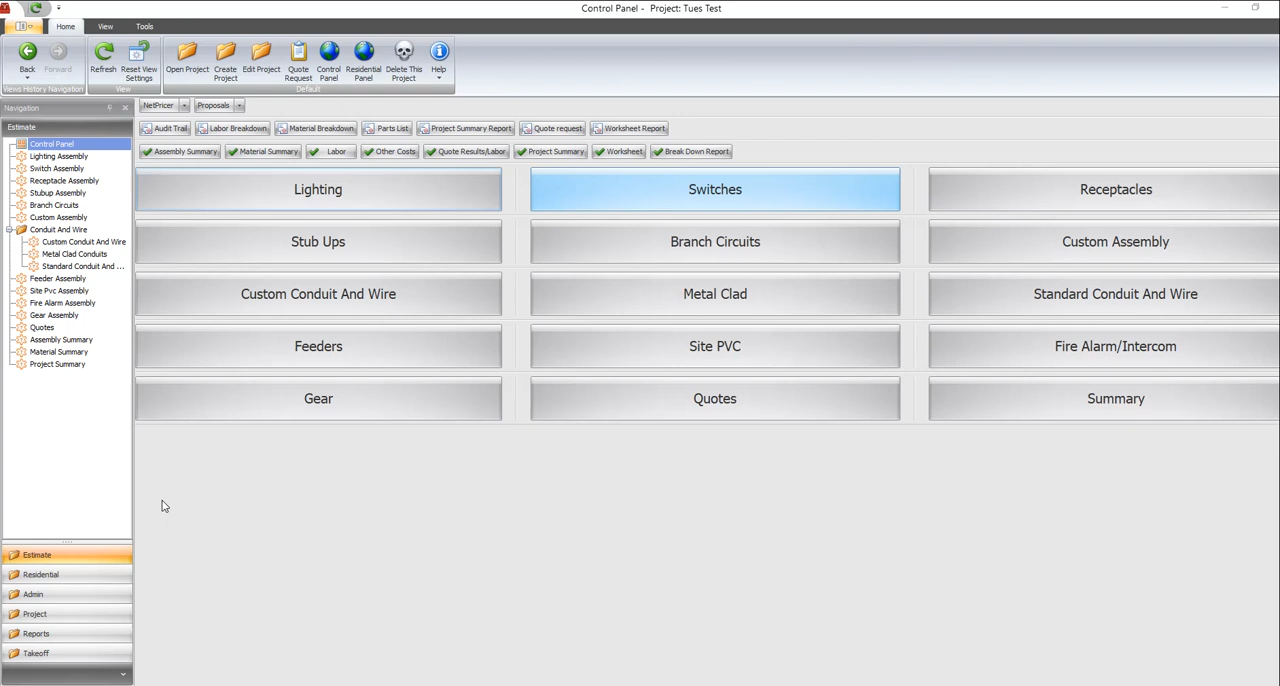 Control Panel - Project: Tues Test
Home View Tools
Back Forward Refresh Reset View Settings Open Project Create Project Edit Project Quote Request Control Panel Residential Panel Delete This Project Help
Views History Navigation View Default
Navigation
NetPricer Proposals
Estimate
Audit Trail Labor Breakdown Material Breakdown Parts List Project Summary Report Quote request Worksheet Report
Assembly Summary Material Summary Labor Other Costs Quote Results/Labor Project Summary Worksheet Break Down Report
Control Panel
Lighting Assembly
Switch Assembly
Receptacle Assembly
Stubup Assembly
Branch Circuits
Custom Assembly
Conduit And Wire
Custom Conduit And Wire
Metal Clad Conduits
Standard Conduit And ...
Feeder Assembly
Site Pvc Assembly
Fire Alarm Assembly
Gear Assembly
Quotes
Assembly Summary
Material Summary
Project Summary
Lighting Switches Receptacles
Stub Ups Branch Circuits Custom Assembly
Custom Conduit And Wire Metal Clad Standard Conduit And Wire
Feeders Site PVC Fire Alarm/Intercom
Gear Quotes Summary
Estimate
Residential
Admin
Project
Reports
Takeoff